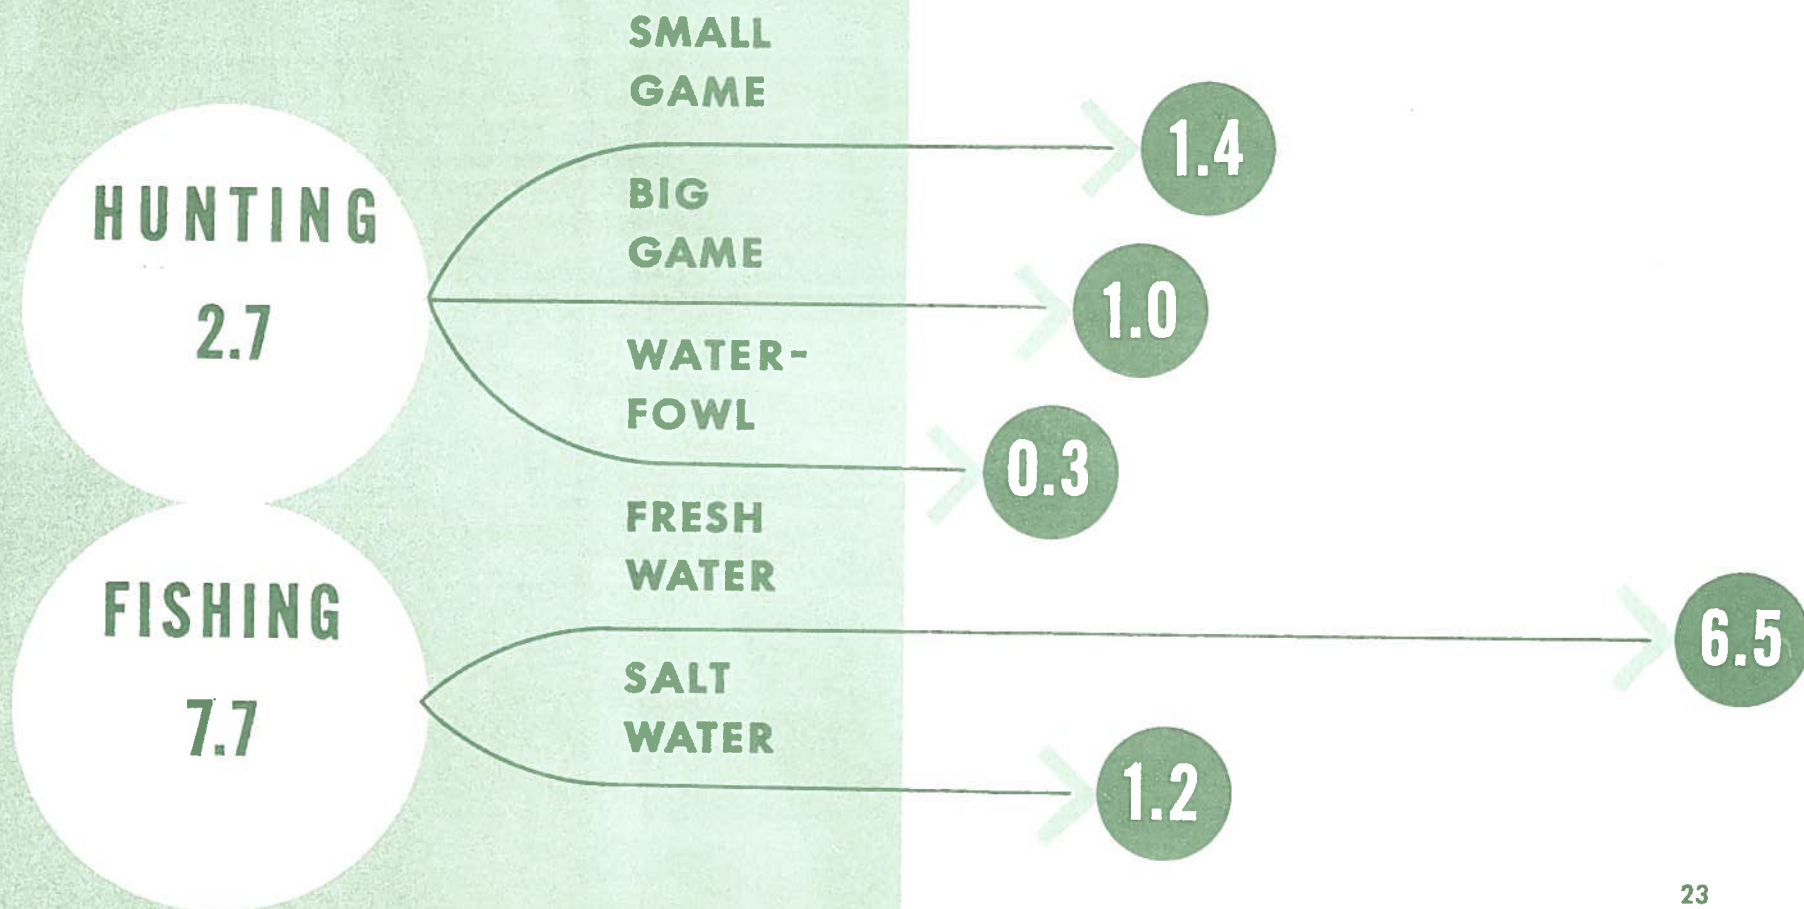 HUNTING
2.7
SMALL
GAME
1.4
BIG
GAME
1.0
WATER-
FOWL
0.3
FISHING
7.7
FRESH
WATER
6.5
SALT
WATER
1.2
23